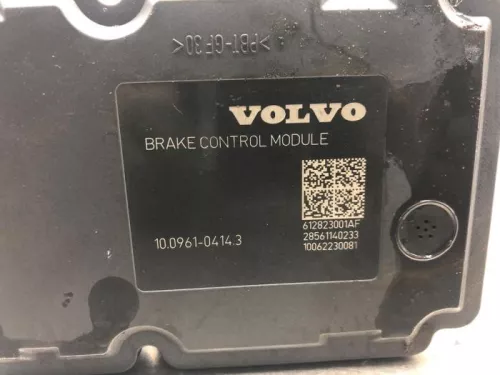 >PBT-GF30<
VOLVO
BRAKE CONTROL MODULE
612823001AF
28561140233
10062230081
10.0961-0414.3